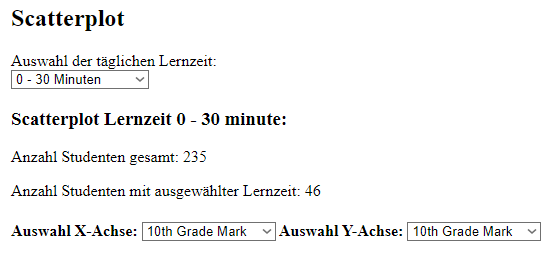 Scatterplot
Auswahl der täglichen Lernzeit:
0 - 30 Minuten
Scatterplot Lernzeit 0 - 30 minute:
Anzahl Studenten gesamt: 235
Anzahl Studenten mit ausgewählter Lernzeit: 46
Auswahl X-Achse: 10th Grade Mark Auswahl Y-Achse: 10th Grade Mark